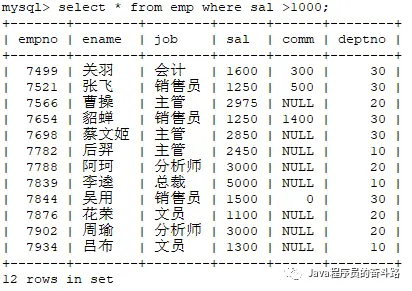 mysql> select * from emp where sal >1000;
+-------+--------+--------+------+------+--------+
| empno | ename | job | sal | comm | deptno |
+-------+--------+--------+------+------+--------+
| 7499 | 关羽 | 会计 | 1600 | 300 | 30 |
| 7521 | 张飞 | 销售员 | 1250 | 500 | 30 |
| 7566 | 曹操 | 主管 | 2975 | NULL | 20 |
| 7654 | 貂蝉 | 销售员 | 1250 | 1400 | 30 |
| 7698 | 蔡文姬 | 主管 | 2850 | NULL | 30 |
| 7782 | 后羿 | 主管 | 2450 | NULL | 10 |
| 7788 | 阿珂 | 分析师 | 3000 | NULL | 20 |
| 7839 | 李逵 | 总裁 | 5000 | NULL | 10 |
| 7844 | 吴用 | 销售员 | 1500 | 0 | 30 |
| 7876 | 花荣 | 文员 | 1100 | NULL | 20 |
| 7902 | 周瑜 | 分析师 | 3000 | NULL | 20 |
| 7934 | 吕布 | 文员 | 1300 | NULL | 10 |
+-------+--------+--------+------+------+--------+
12 rows in set
Java程序员的奋斗路